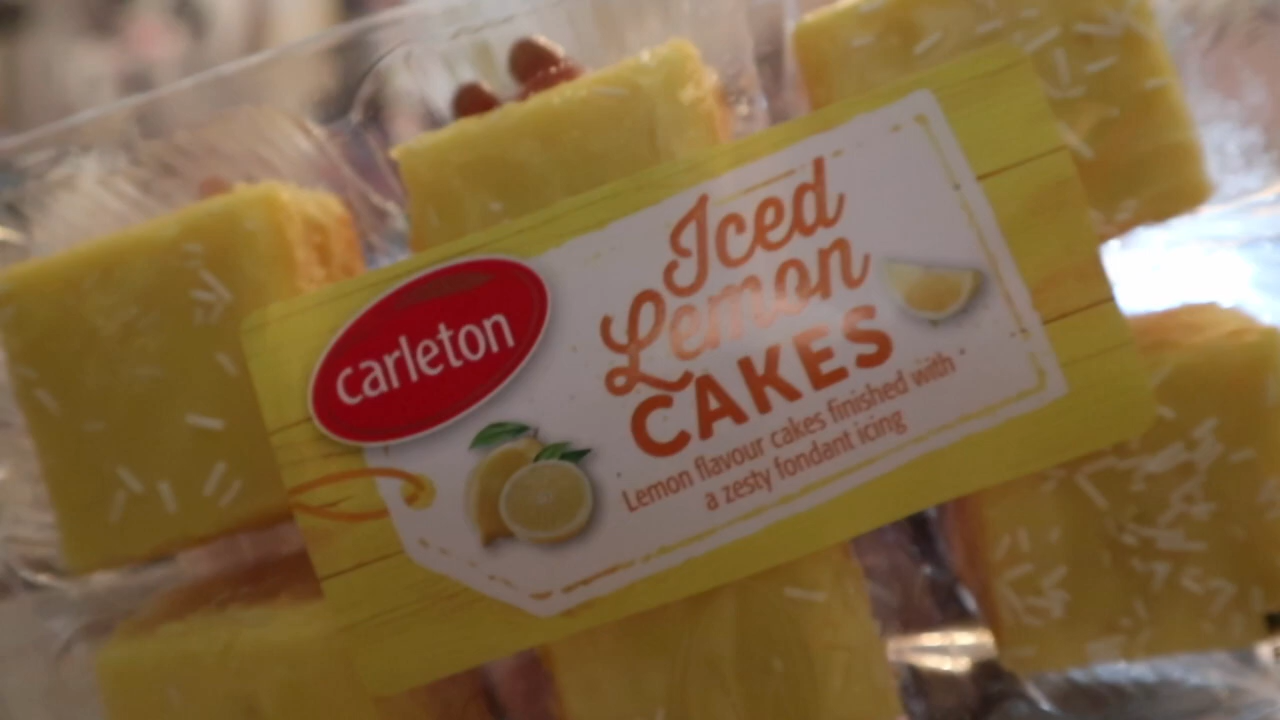 carleton
Iced
Lemon
CAKES
Lemon flavour cakes finished with
a zesty fondant icing